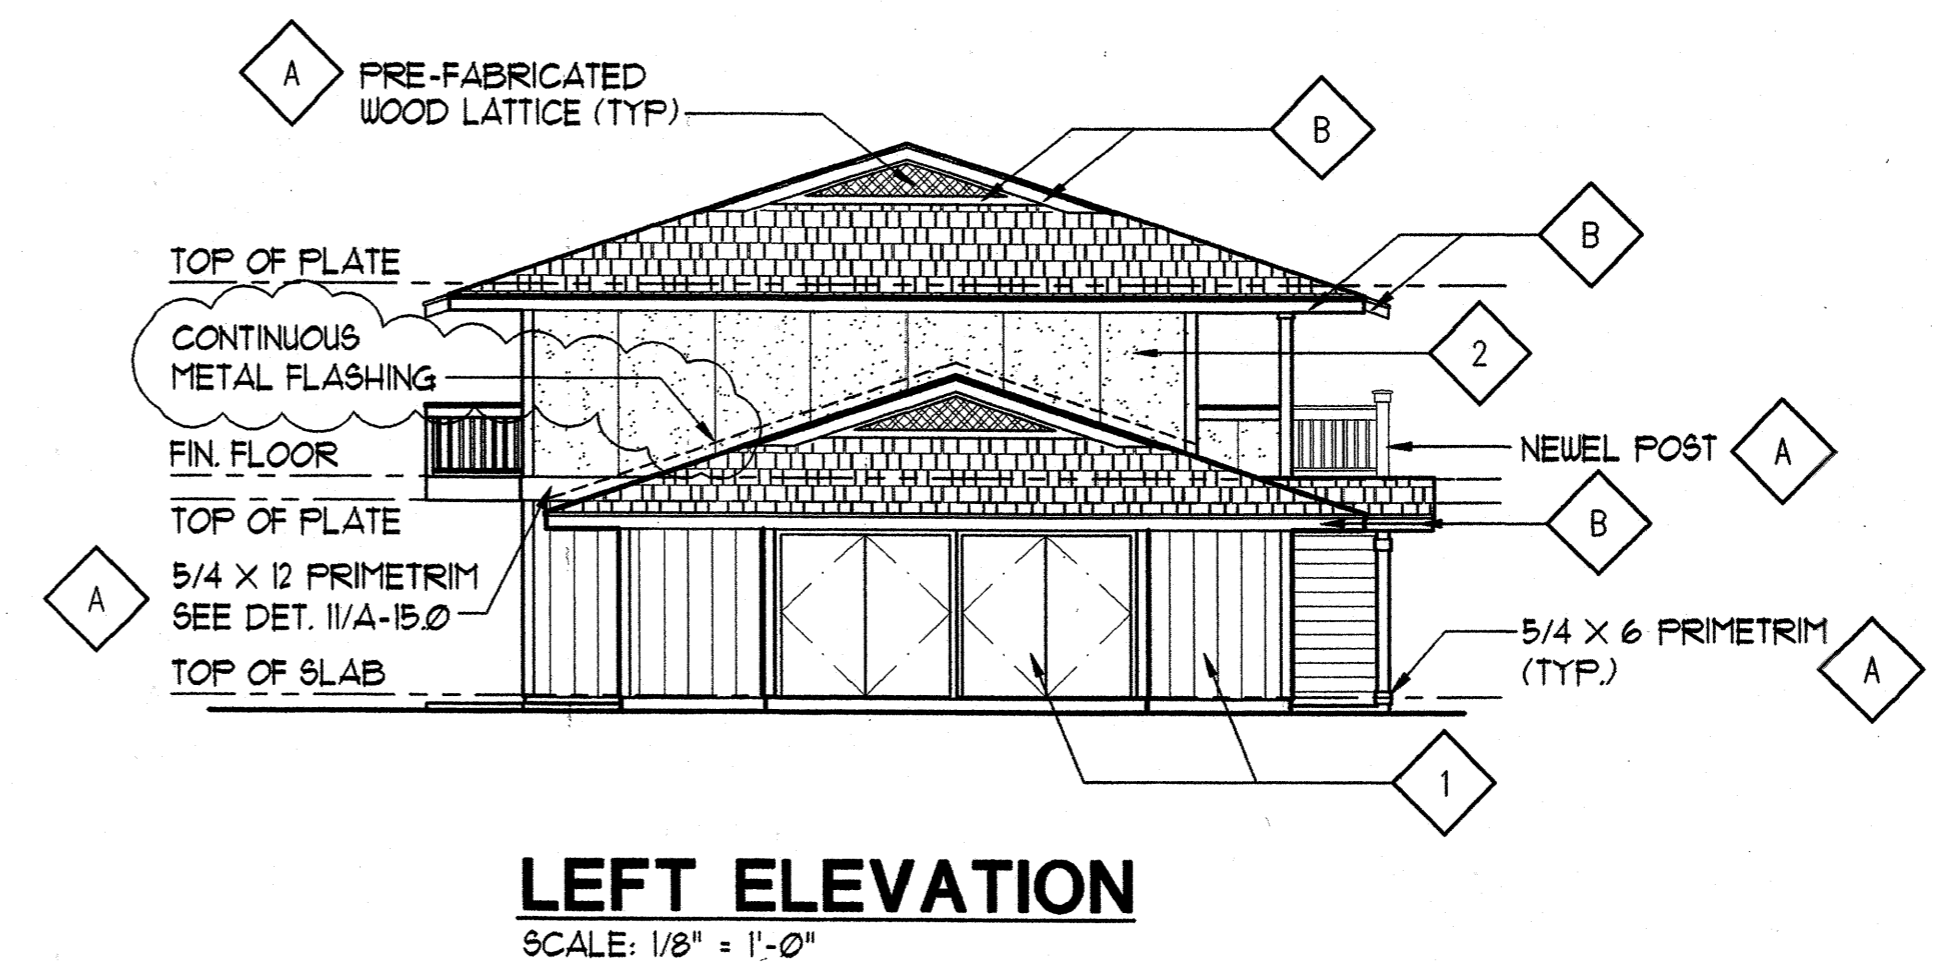 A
PRE-FABRICATED
WOOD LATTICE (TYP)
B
B
TOP OF PLATE
CONTINUOUS
METAL FLASHING
2
FIN. FLOOR
NEWEL POST
A
TOP OF PLATE
B
A
5/4 X 12 PRIMETRIM
SEE DET. 11/A-15.0
5/4 X 6 PRIMETRIM
(TYP.)
A
TOP OF SLAB
1
LEFT ELEVATION
SCALE: 1/8" = 1'-0"